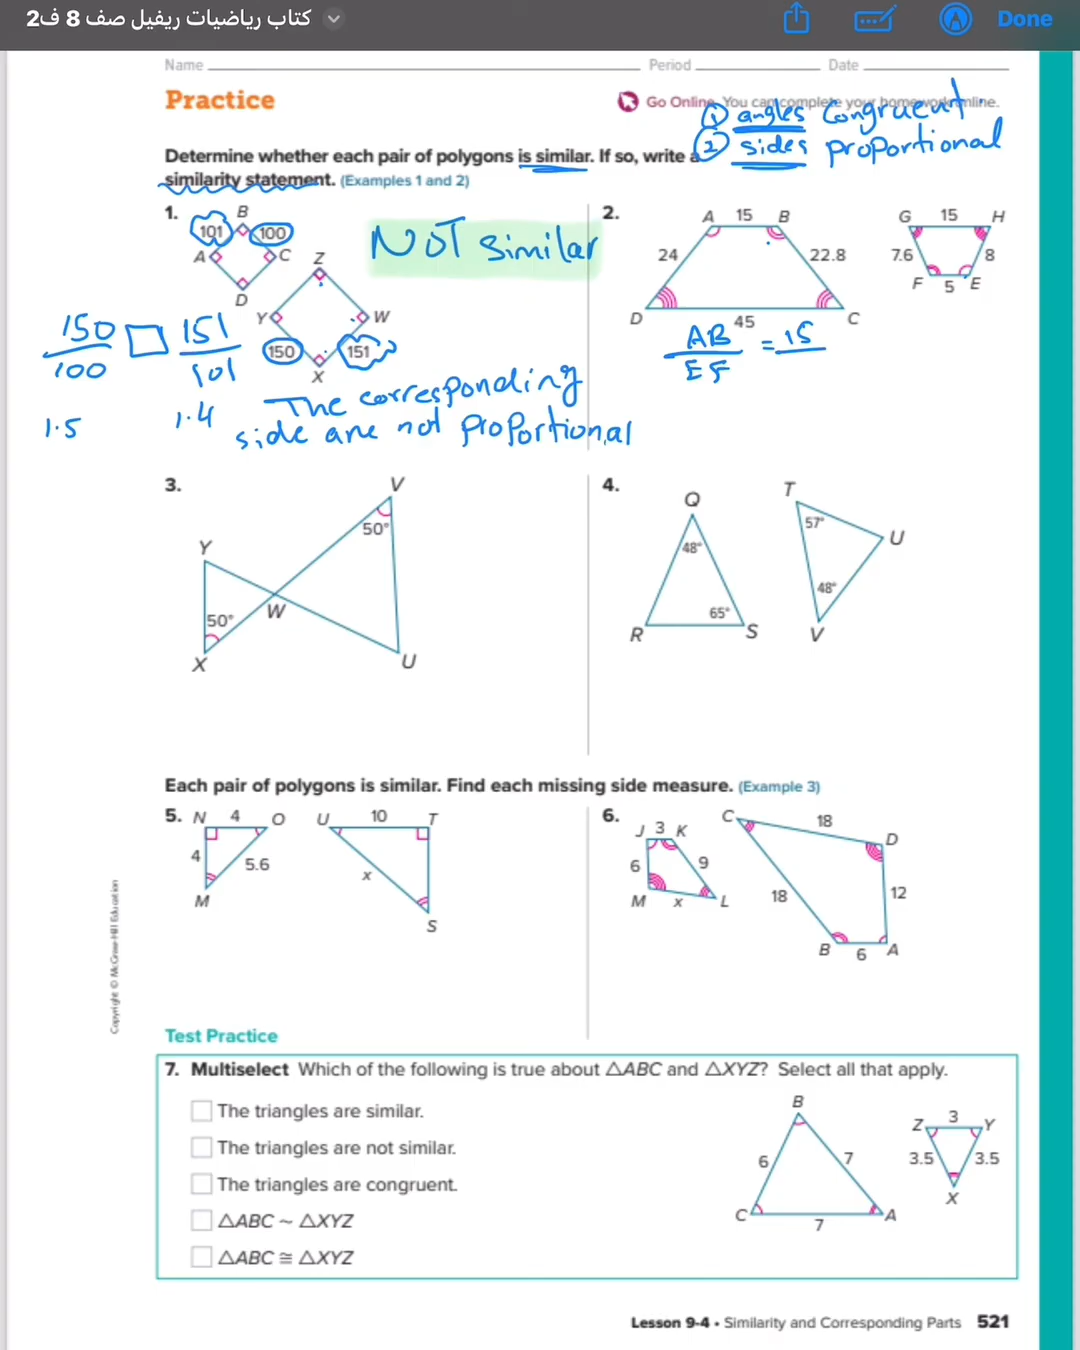 كتاب رياضيات ريفيل صف 8 ف2
Done
Name Period Date
Practice
Go Online You can complete your homework online.
① angles congruent
② sides proportional
Determine whether each pair of polygons is similar. If so, write a
similarity statement. (Examples 1 and 2)
1.
B
101
100
A
C
D
Z
Y
W
150
151
X
NOT similar
150/100 □ 151/101
1.5
1.4
The corresponding
side are not proportional
2.
A 15 B
24
22.8
D 45 C
G 15 H
7.6
8
F 5 E
AB/EF = 15
3.
V
50°
Y
W
50°
X
U
4.
Q
48°
65°
R
S
T
57°
U
48°
V
Each pair of polygons is similar. Find each missing side measure. (Example 3)
5.
N 4 O
4
5.6
M
U 10 T
x
S
6.
J 3 K
6
9
M x L
C 18 D
18
12
B 6 A
Copyright © McGraw-Hill Education
Test Practice
7. Multiselect Which of the following is true about △ABC and △XYZ? Select all that apply.
The triangles are similar.
The triangles are not similar.
The triangles are congruent.
△ABC ~ △XYZ
△ABC ≅ △XYZ
B
6
7
C
7
A
Z 3 Y
3.5
3.5
X
Lesson 9-4 • Similarity and Corresponding Parts 521